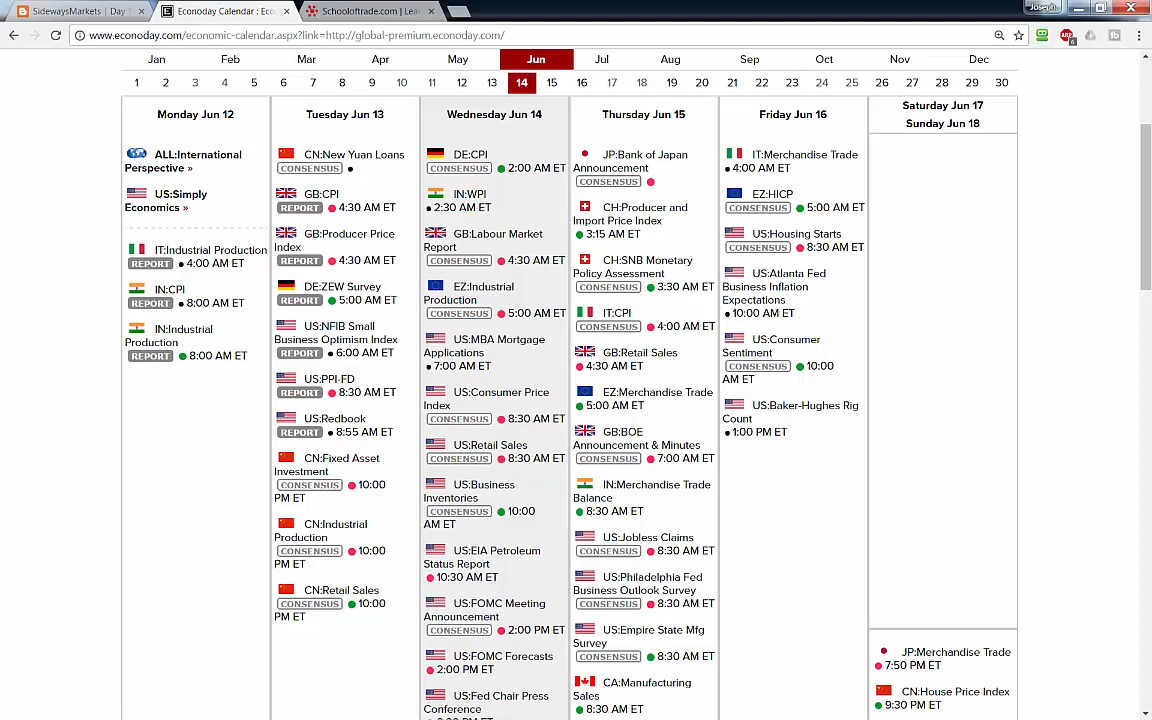 SidewaysMarkets | Day T
Econoday Calendar : Eco
Schooloftrade.com | Lea
Joseph
www.econoday.com/economic-calendar.aspx?link=http://global-premium.econoday.com/
Jan Feb Mar Apr May Jun Jul Aug Sep Oct Nov Dec
1 2 3 4 5 6 7 8 9 10 11 12 13 14 15 16 17 18 19 20 21 22 23 24 25 26 27 28 29 30
Monday Jun 12
ALL:International
Perspective »
US:Simply
Economics »
IT:Industrial Production
REPORT 4:00 AM ET
IN:CPI
REPORT 8:00 AM ET
IN:Industrial
Production
REPORT 8:00 AM ET
Tuesday Jun 13
CN:New Yuan Loans
CONSENSUS
GB:CPI
REPORT 4:30 AM ET
GB:Producer Price
Index
REPORT 4:30 AM ET
DE:ZEW Survey
REPORT 5:00 AM ET
US:NFIB Small
Business Optimism Index
REPORT 6:00 AM ET
US:PPI-FD
REPORT 8:30 AM ET
US:Redbook
REPORT 8:55 AM ET
CN:Fixed Asset
Investment
CONSENSUS 10:00
PM ET
CN:Industrial
Production
CONSENSUS 10:00
PM ET
CN:Retail Sales
CONSENSUS 10:00
PM ET
Wednesday Jun 14
DE:CPI
CONSENSUS 2:00 AM ET
IN:WPI
2:30 AM ET
GB:Labour Market
Report
CONSENSUS 4:30 AM ET
EZ:Industrial
Production
CONSENSUS 5:00 AM ET
US:MBA Mortgage
Applications
7:00 AM ET
US:Consumer Price
Index
CONSENSUS 8:30 AM ET
US:Retail Sales
CONSENSUS 8:30 AM ET
US:Business
Inventories
CONSENSUS 10:00
AM ET
US:EIA Petroleum
Status Report
10:30 AM ET
US:FOMC Meeting
Announcement
CONSENSUS 2:00 PM ET
US:FOMC Forecasts
2:00 PM ET
US:Fed Chair Press
Conference
Thursday Jun 15
JP:Bank of Japan
Announcement
CONSENSUS
CH:Producer and
Import Price Index
3:15 AM ET
CH:SNB Monetary
Policy Assessment
CONSENSUS 3:30 AM ET
IT:CPI
CONSENSUS 4:00 AM ET
GB:Retail Sales
4:30 AM ET
EZ:Merchandise Trade
5:00 AM ET
GB:BOE
Announcement & Minutes
CONSENSUS 7:00 AM ET
IN:Merchandise Trade
Balance
8:30 AM ET
US:Jobless Claims
CONSENSUS 8:30 AM ET
US:Philadelphia Fed
Business Outlook Survey
CONSENSUS 8:30 AM ET
US:Empire State Mfg
Survey
CONSENSUS 8:30 AM ET
CA:Manufacturing
Sales
8:30 AM ET
Friday Jun 16
IT:Merchandise Trade
4:00 AM ET
EZ:HICP
CONSENSUS 5:00 AM ET
US:Housing Starts
CONSENSUS 8:30 AM ET
US:Atlanta Fed
Business Inflation
Expectations
10:00 AM ET
US:Consumer
Sentiment
CONSENSUS 10:00
AM ET
US:Baker-Hughes Rig
Count
1:00 PM ET
Saturday Jun 17
Sunday Jun 18
JP:Merchandise Trade
7:50 PM ET
CN:House Price Index
9:30 PM ET